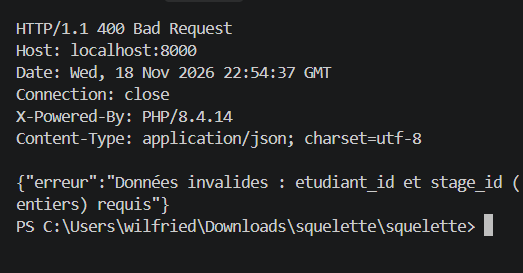 HTTP/1.1 400 Bad Request
Host: localhost:8000
Date: Wed, 18 Nov 2026 22:54:37 GMT
Connection: close
X-Powered-By: PHP/8.4.14
Content-Type: application/json; charset=utf-8
{"erreur":"Données invalides : etudiant_id et stage_id (
entiers) requis"}
PS C:\Users\wilfried\Downloads\squelette\squelette>